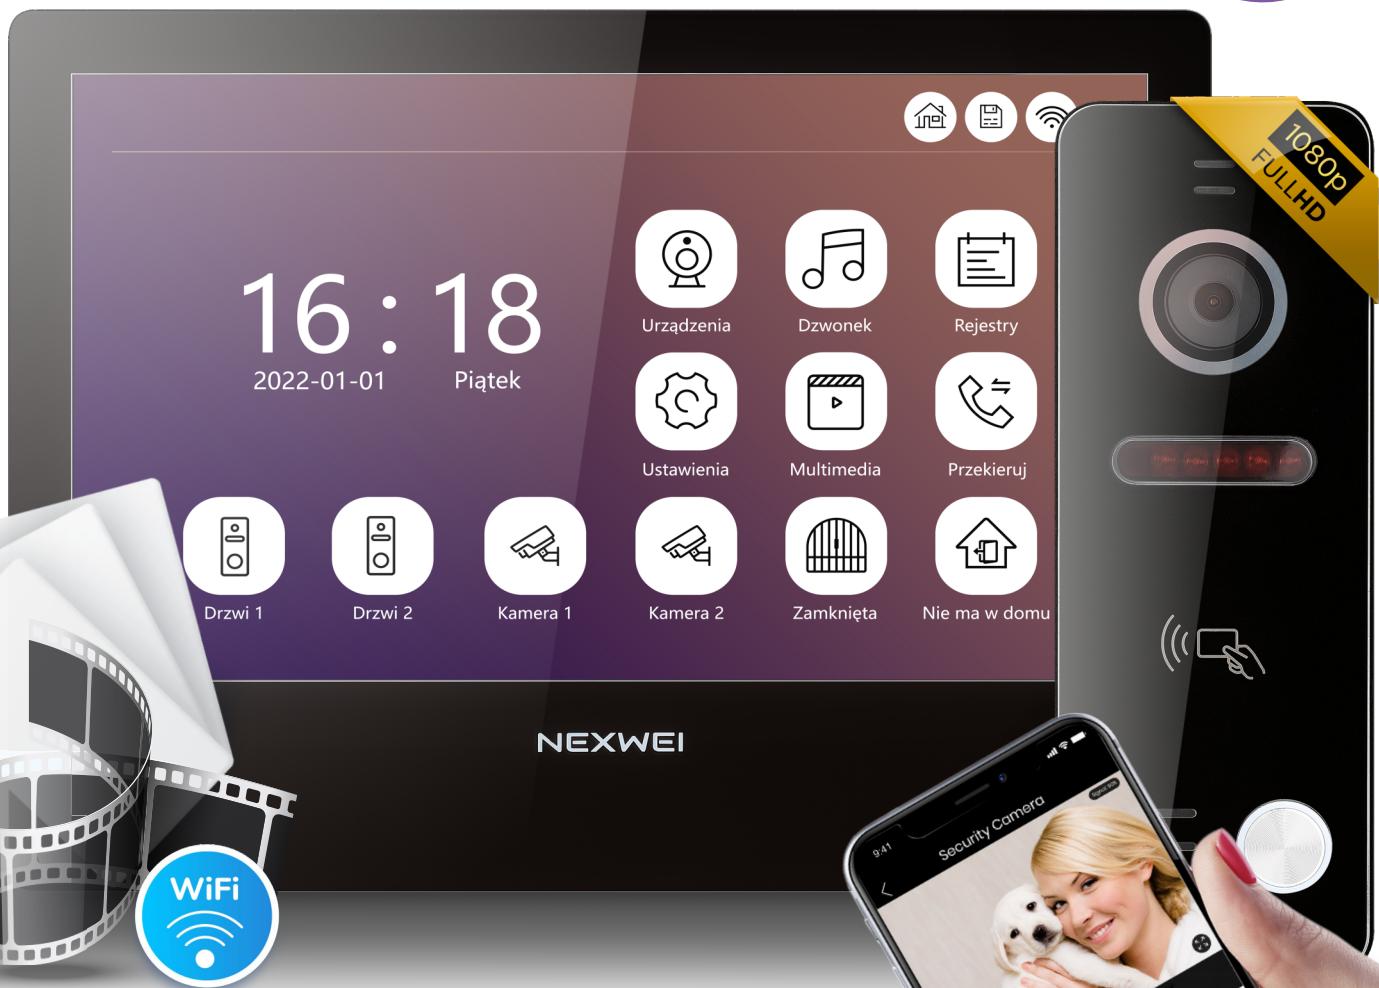 1080p
FULLHD
16 : 18
2022-01-01 Piątek
Urządzenia Dzwonek Rejestry
Ustawienia Multimedia Przekieruj
Drzwi 1 Drzwi 2 Kamera 1 Kamera 2 Zamknięta Nie ma w domu
NEXWEI
WiFi
9:41
Security Camera